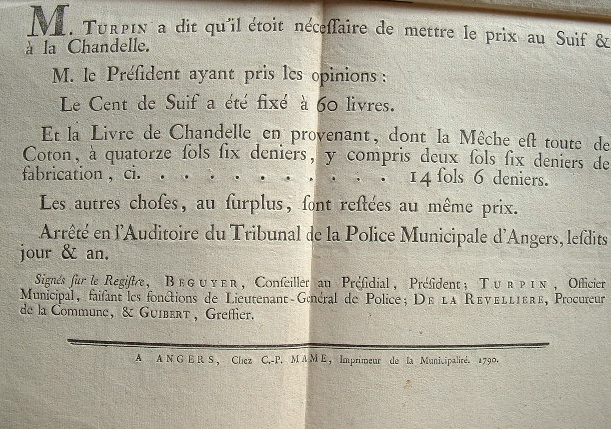 M. TURPIN a dit qu'il étoit néceſſaire de mettre le prix au Suif &
à la Chandelle.
M. le Préſident ayant pris les opinions :
Le Cent de Suif a été fixé à 60 livres.
Et la Livre de Chandelle en provenant, dont la Mêche eſt toute de
Coton, à quatorze ſols ſix deniers, y compris deux ſols ſix deniers de
fabrication, ci. . . . . . . . . . . 14 ſols 6 deniers.
Les autres choſes, au ſurplus, ſont reſtées au même prix.
Arrêté en l'Auditoire du Tribunal de la Police Municipale d'Angers, leſdits
jour & an.
Signés ſur le Regiſtre, BEGUYER, Conſeiller an Préſidial, Préſident; TURPIN, Officier
Municipal, faiſant les fonctions de Lieutenant-Général de Police; DE LA REVELLIERE, Procureur
de la Commune, & GUIBERT, Greffier.
A ANGERS, Chez C.-P. MAME, Imprimeur de la Municipalité. 1790.